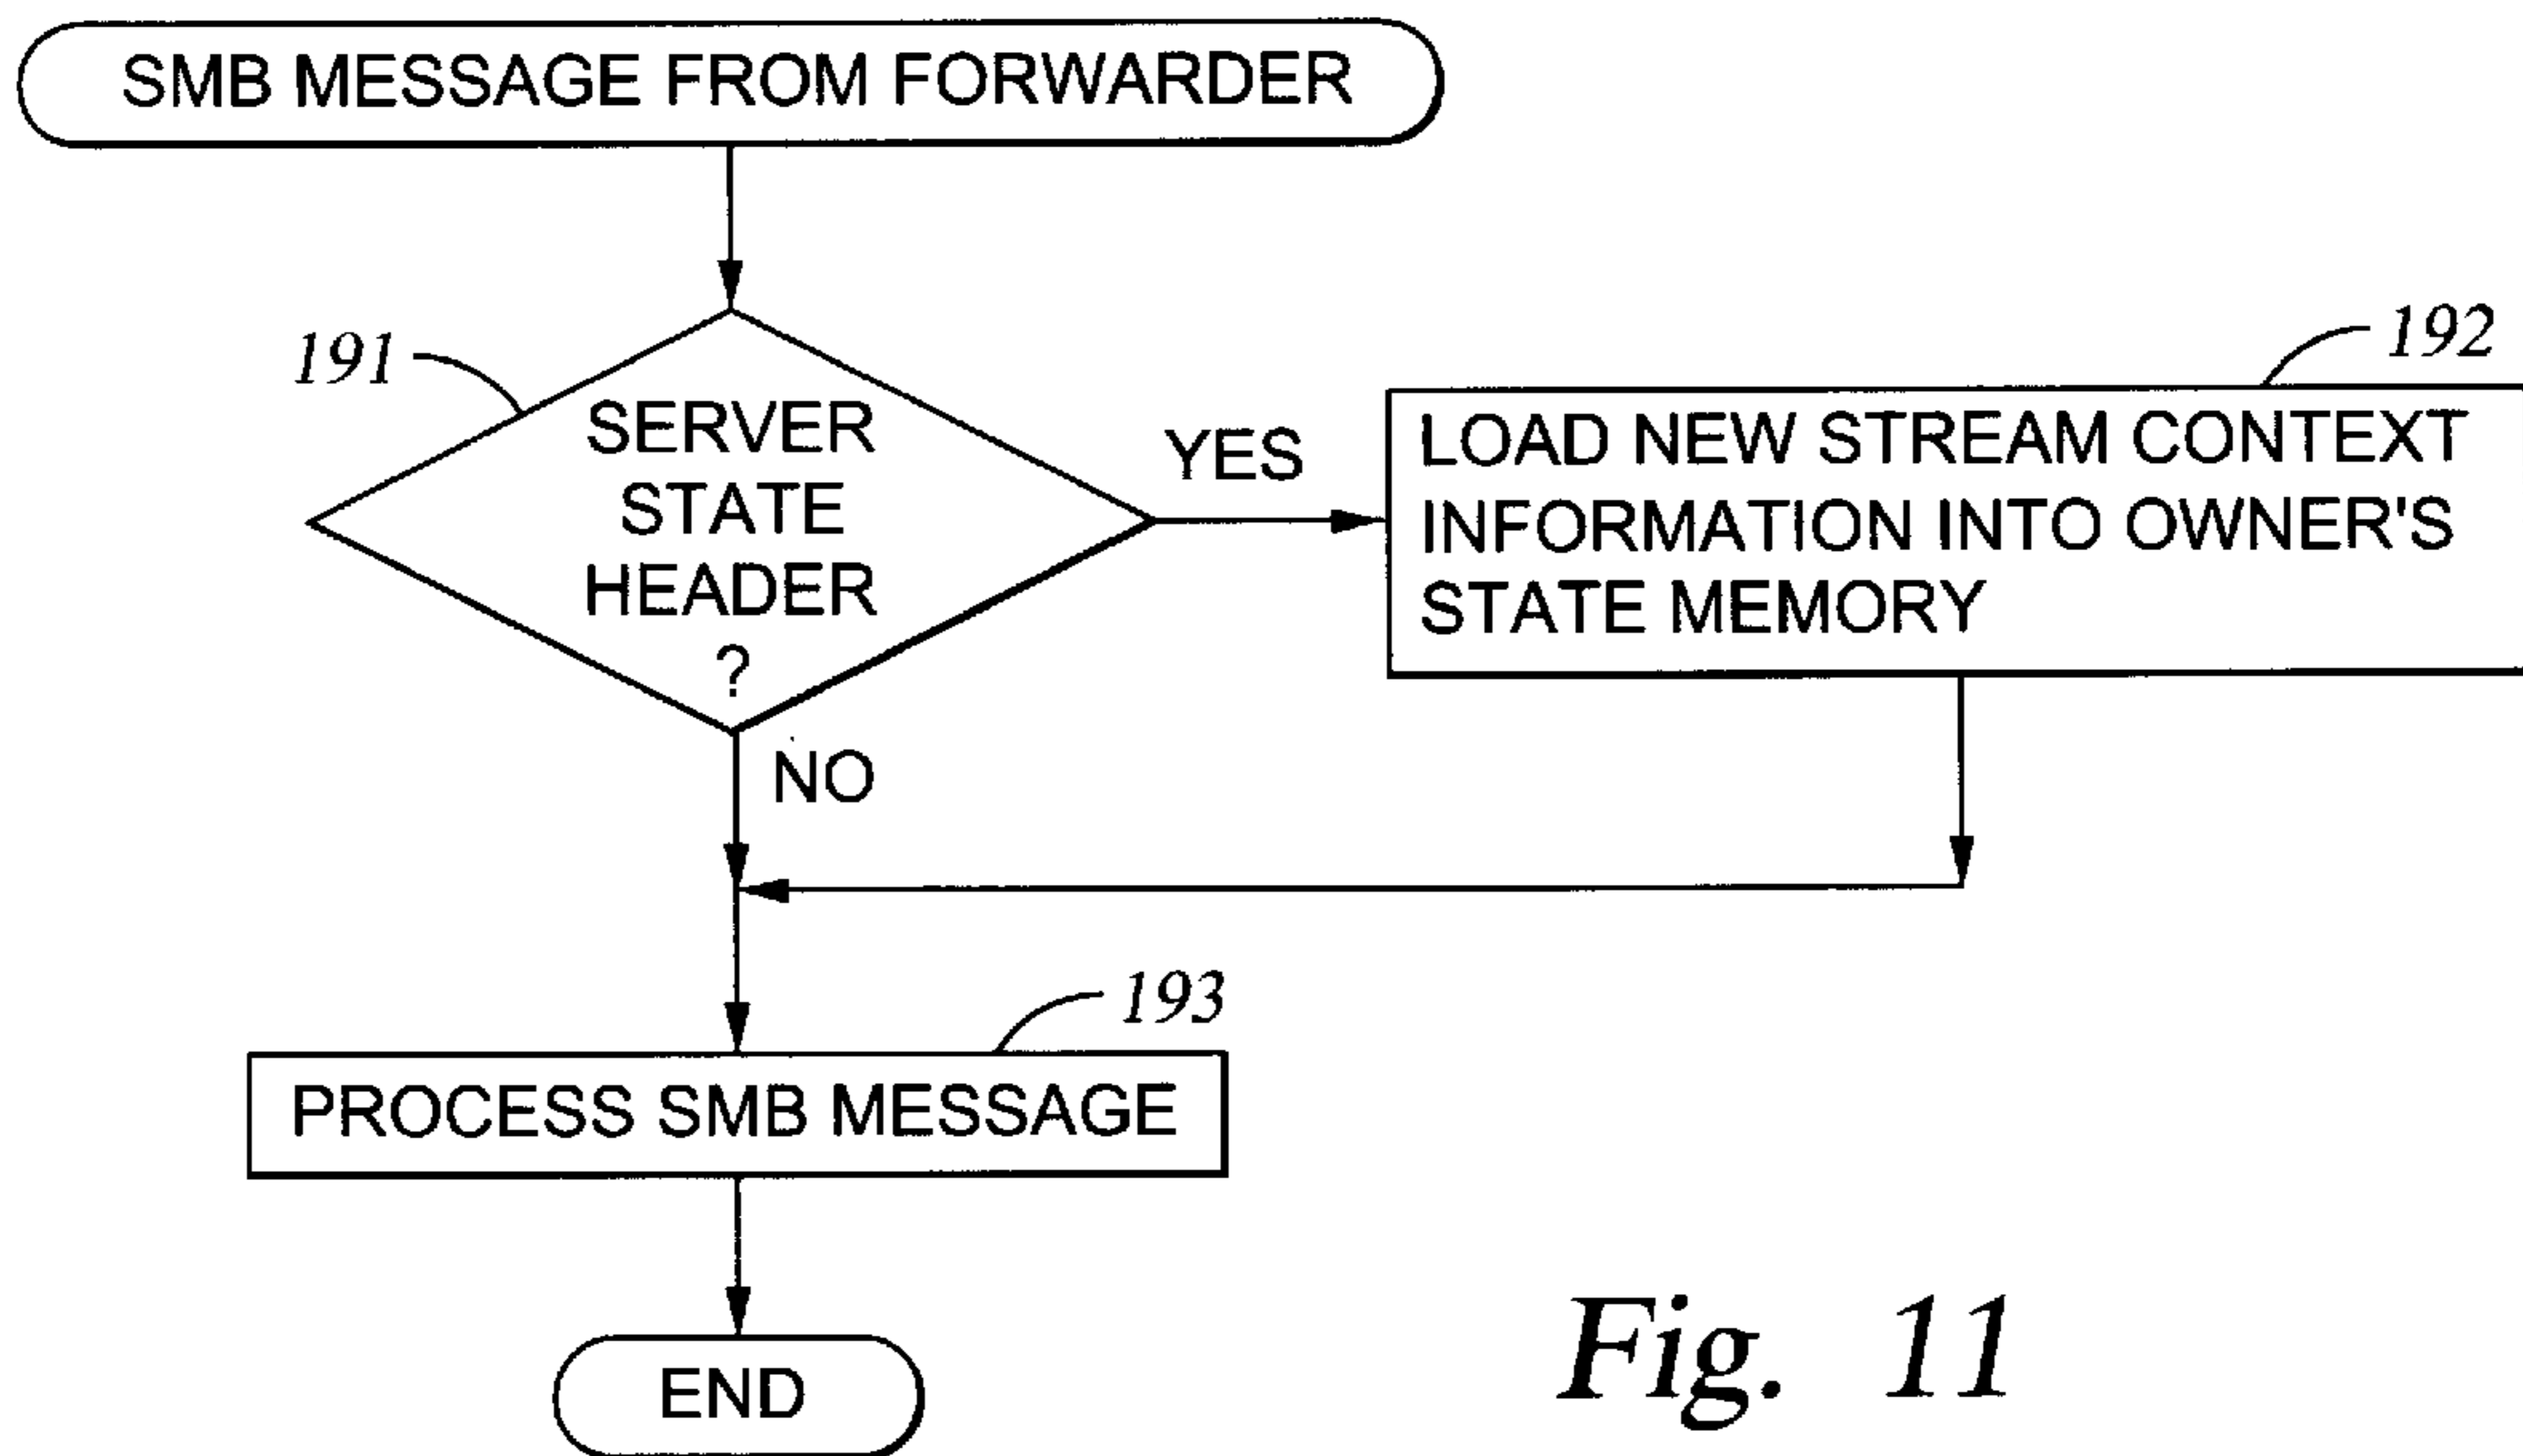 SMB MESSAGE FROM FORWARDER
191
SERVER
STATE
HEADER
?
YES
192
LOAD NEW STREAM CONTEXT
INFORMATION INTO OWNER'S
STATE MEMORY
NO
193
PROCESS SMB MESSAGE
END
Fig. 11